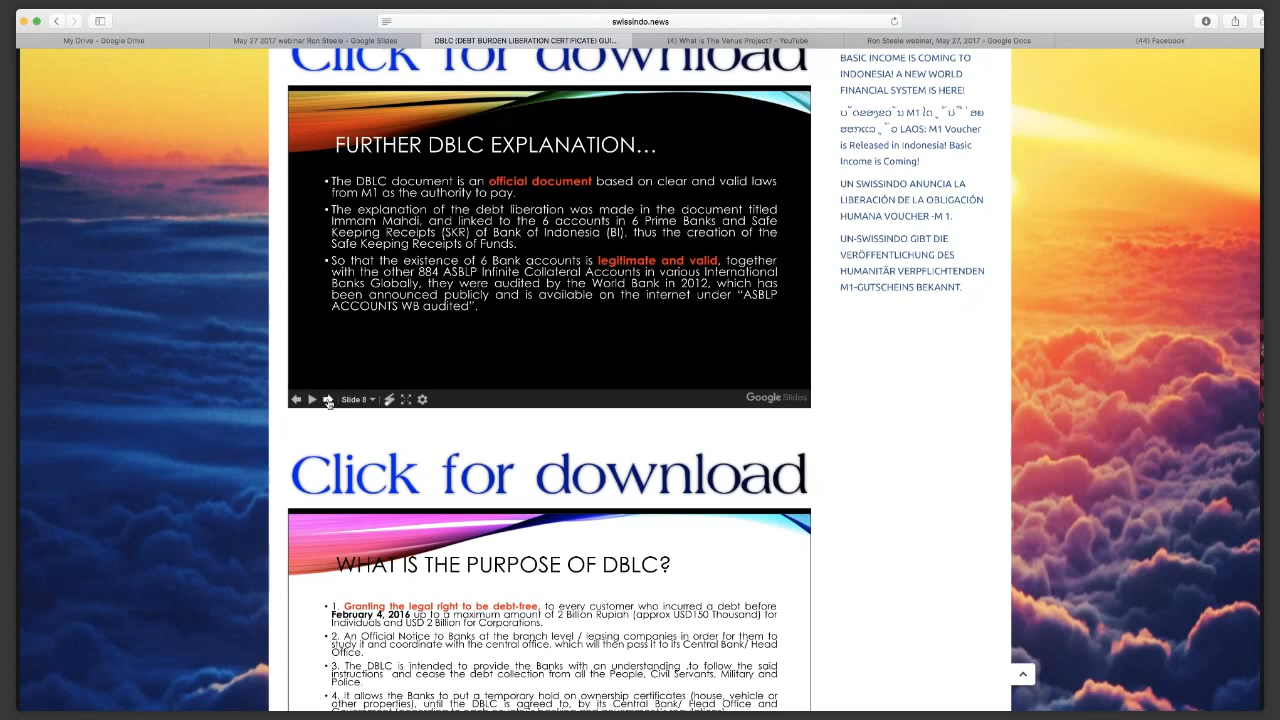 swissindo.news
My Drive - Google Drive
May 27 2017 webinar Ron Steele - Google Slides
DBLC (DEBT BURDEN LIBERATION CERTIFICATE) GUI...
(4) What is The Venus Project? - YouTube
Ron Steele webinar, May 27, 2017 - Google Docs
(44) Facebook
Click for download
FURTHER DBLC EXPLANATION...
▪ The DBLC document is an official document based on clear and valid laws
from M1 as the authority to pay.
▪ The explanation of the debt liberation was made in the document titled
Imam Mahdi, and linked to the 6 accounts in 6 Prime Banks and Safe
Keeping Receipts (SKR) of Bank of Indonesia (BI), thus the creation of the
Safe Keeping Receipts of Funds.
▪ So that the existence of 6 Bank accounts is legitimate and valid, together
with the other 884 ASBLP Infinite Collateral Accounts in various International
Banks Globally, they were audited by the World Bank in 2012, which has
been announced publicly and is available on the internet under "ASBLP
ACCOUNTS WB audited".
Slide 8
Google Slides
Click for download
WHAT IS THE PURPOSE OF DBLC?
• 1. Granting the legal right to be debt-free, to every customer who incurred a debt before
February 4, 2016 up to a maximum amount of 2 Billion Rupiah (approx USD150 Thousand) for
Individuals and USD 2 Billion for Corporations.
• 2. An Official Notice to Banks at the branch level / leasing companies in order for them to
study it and coordinate with the central office, which will then pass it to its Central Bank/ Head
Office.
• 3. The DBLC is intended to provide the Banks with an understanding ,to follow the said
instructions and cease the debt collection from all the People, Civil Servants, Military and
Police.
• 4. It allows the Banks to put a temporary hold on ownership certificates (house, vehicle or
other properties), until the DBLC is agreed to, by its Central Bank/ Head Office and
BASIC INCOME IS COMING TO
INDONESIA! A NEW WORLD
FINANCIAL SYSTEM IS HERE!
M1
LAOS: M1 Voucher
is Released in Indonesia! Basic
Income is Coming!
UN SWISSINDO ANUNCIA LA
LIBERACIÓN DE LA OBLIGACIÓN
HUMANA VOUCHER -M 1.
UN-SWISSINDO GIBT DIE
VERÖFFENTLICHUNG DES
HUMANITÄR VERPFLICHTENDEN
M1-GUTSCHEINS BEKANNT.